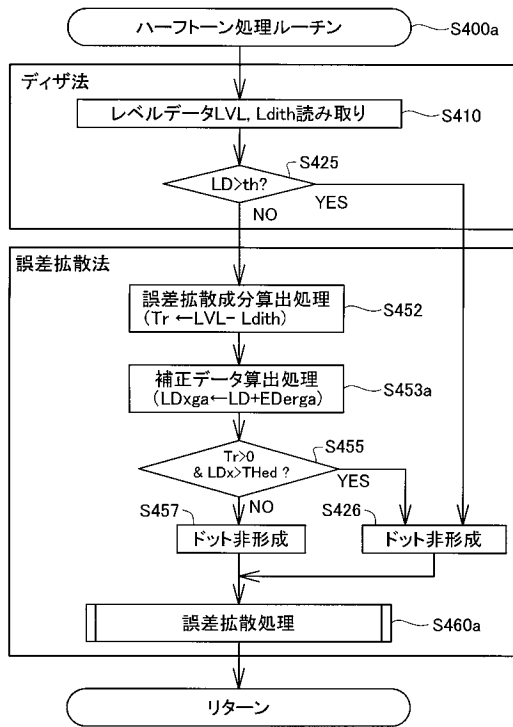 ハーフトーン処理ルーチン
S400a
ディザ法
レベルデータLVL, Ldith読み取り
S410
S425
LD>th?
YES
NO
誤差拡散法
誤差拡散成分算出処理
(Tr ←LVL− Ldith)
S452
補正データ算出処理
(LDxga←LD+EDerga)
S453a
S455
Tr>0
& LDx>THed ?
YES
NO
S457
S426
ドット非形成
ドット非形成
誤差拡散処理
S460a
リターン